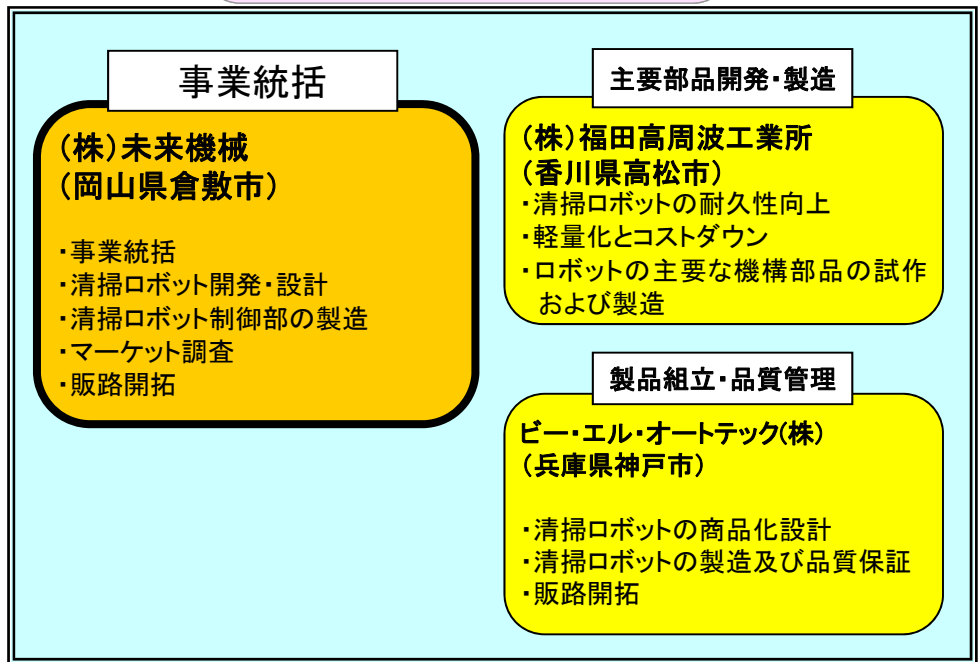 事業統括
(株)未来機械
(岡山県倉敷市)
・事業統括
・清掃ロボット開発・設計
・清掃ロボット制御部の製造
・マーケット調査
・販路開拓
主要部品開発・製造
(株)福田高周波工業所
(香川県高松市)
・清掃ロボットの耐久性向上
・軽量化とコストダウン
・ロボットの主要な機構部品の試作
および製造
製品組立・品質管理
ビー・エル・オートテック(株)
(兵庫県神戸市)
・清掃ロボットの商品化設計
・清掃ロボットの製造及び品質保証
・販路開拓